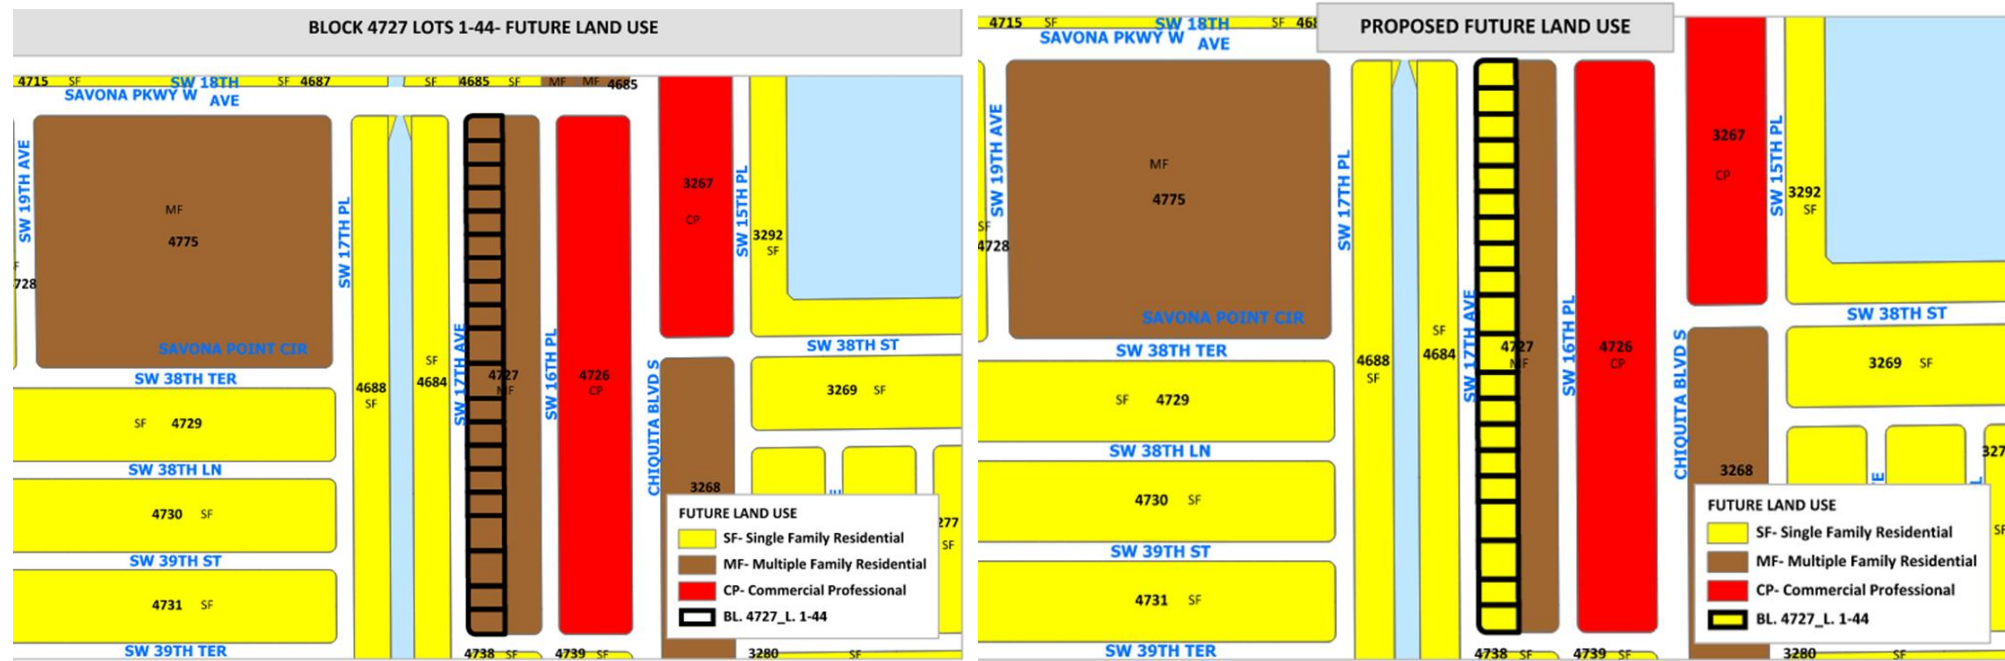 BLOCK 4727 LOTS 1-44- FUTURE LAND USE
4715 SF SW 18TH AVE SF 4687 SF 4685 SF MF MF 4685
SAVONA PKWY W
SW 19TH AVE
MF
4775
SAVONA POINT CIR
SW 17TH PL
4688
SF
SF
4684
SW 17TH AVE
4727
MF
SW 16TH PL
4726
CP
3267
CP
SW 15TH PL
3292
SF
SW 38TH ST
SW 38TH TER
CHIQUITA BLVD S
3269 SF
SF 4729
SW 38TH LN
3268
4730 SF
SW 39TH ST
4731 SF
SW 39TH TER
277
SF
FUTURE LAND USE
SF- Single Family Residential
MF- Multiple Family Residential
CP- Commercial Professional
BL. 4727_L. 1-44
4738 SF 4739 SF 3280 SF
PROPOSED FUTURE LAND USE
4715 SF SW 18TH AVE SF
SAVONA PKWY W
SW 19TH AVE
SF
4728
MF
4775
SAVONA POINT CIR
SW 17TH PL
4688
SF
SF
4684
SW 17TH AVE
4727
MF
SW 16TH PL
4726
CP
3267
CP
SW 15TH PL
3292
SF
SW 38TH ST
SW 38TH TER
CHIQUITA BLVD S
3269 SF
SF 4729
SW 38TH LN
3268
4730 SF
SW 39TH ST
4731 SF
SW 39TH TER
FUTURE LAND USE
SF- Single Family Residential
MF- Multiple Family Residential
CP- Commercial Professional
BL. 4727_L. 1-44
4738 SF 4739 SF 3280 SF